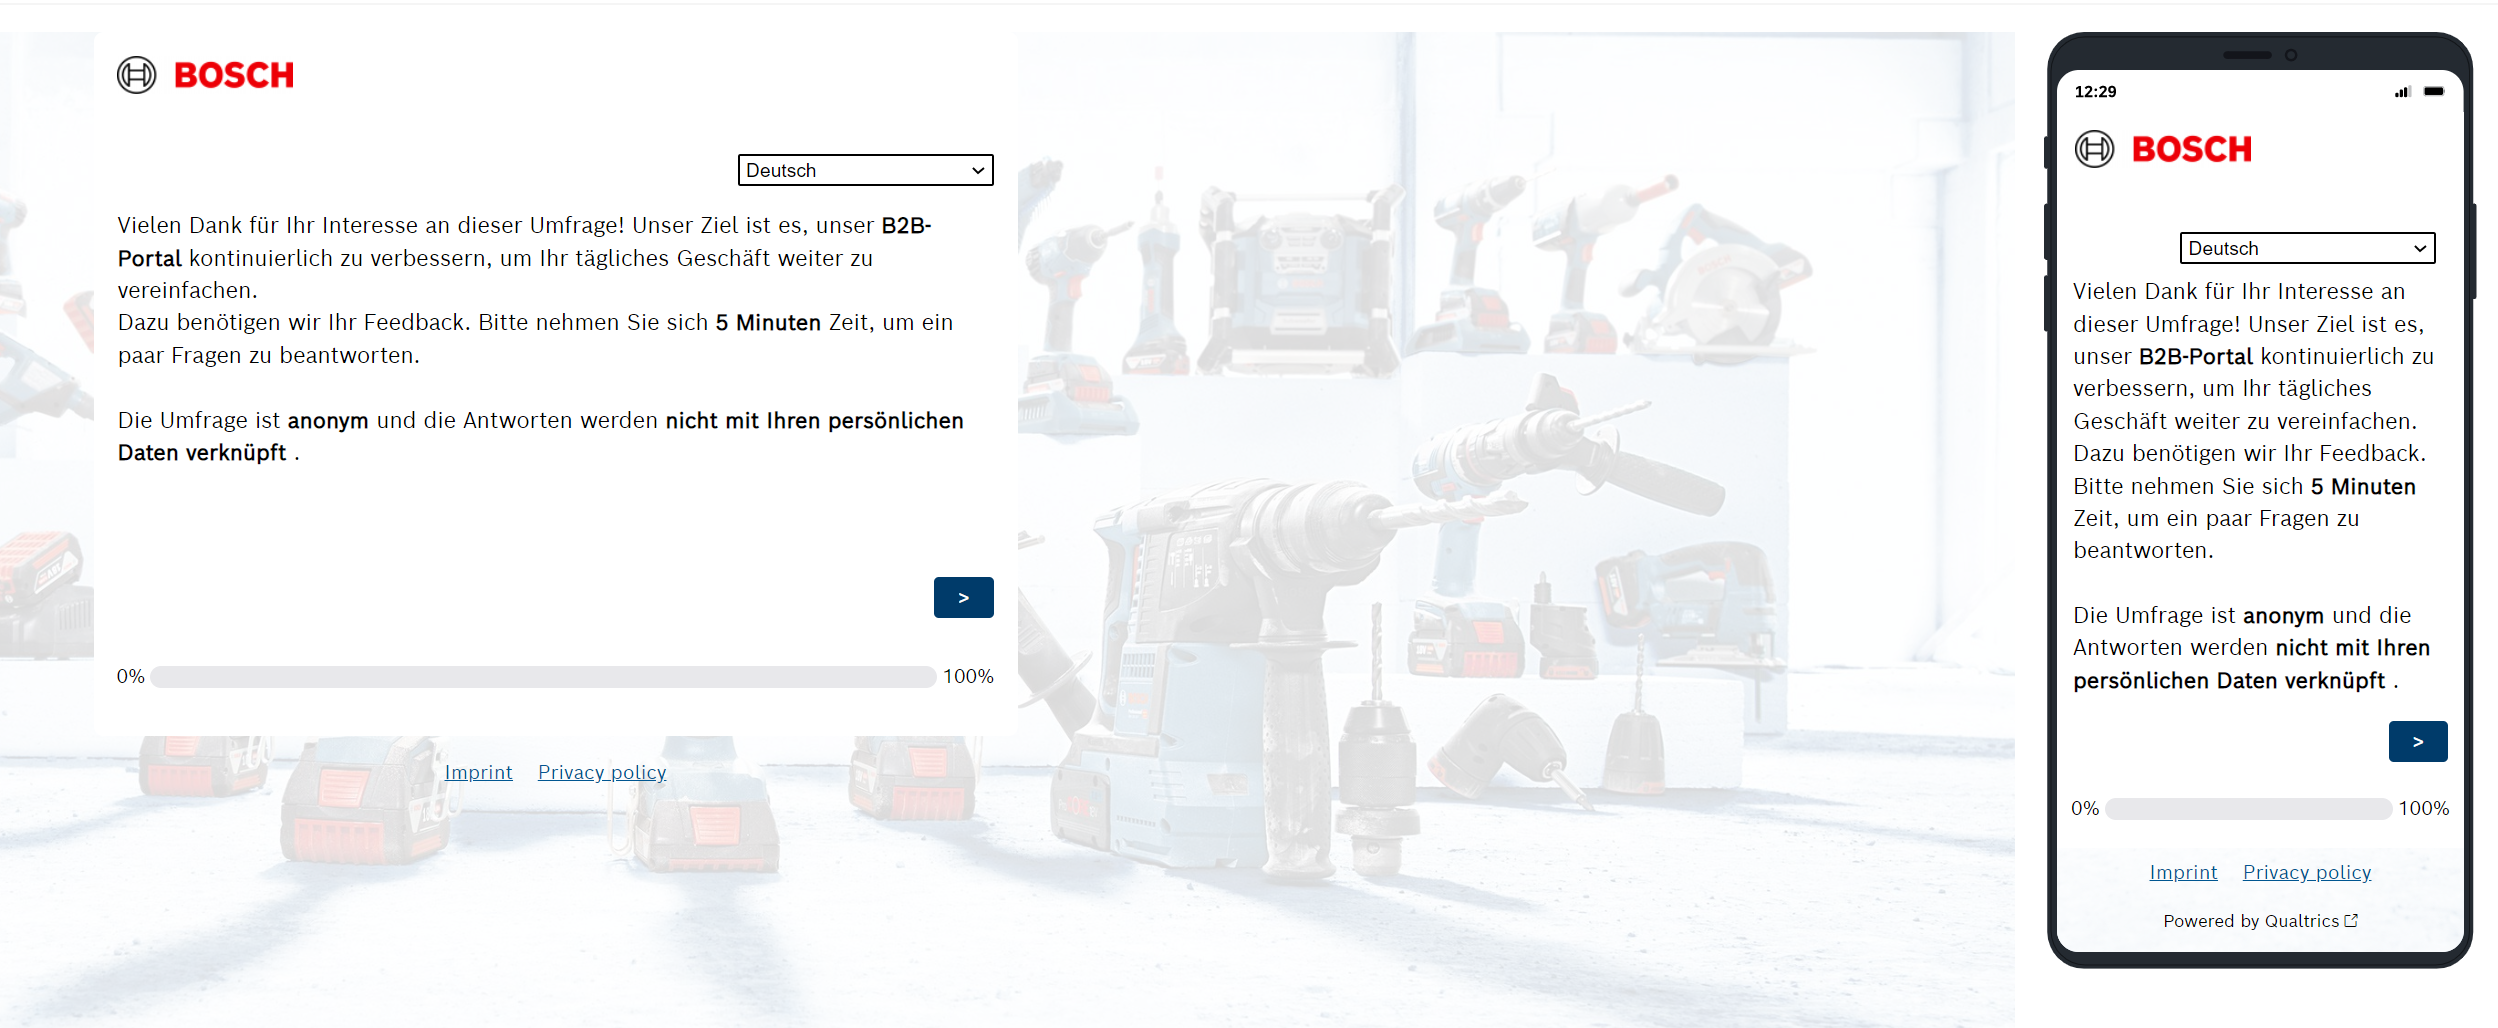 BOSCH
Deutsch
Vielen Dank für Ihr Interesse an dieser Umfrage! Unser Ziel ist es, unser B2B-
Portal kontinuierlich zu verbessern, um Ihr tägliches Geschäft weiter zu
vereinfachen.
Dazu benötigen wir Ihr Feedback. Bitte nehmen Sie sich 5 Minuten Zeit, um ein
paar Fragen zu beantworten.
Die Umfrage ist anonym und die Antworten werden nicht mit Ihren persönlichen
Daten verknüpft .
>
0% 100%
Imprint Privacy policy
12:29
BOSCH
Deutsch
Vielen Dank für Ihr Interesse an
dieser Umfrage! Unser Ziel ist es,
unser B2B-Portal kontinuierlich zu
verbessern, um Ihr tägliches
Geschäft weiter zu vereinfachen.
Dazu benötigen wir Ihr Feedback.
Bitte nehmen Sie sich 5 Minuten
Zeit, um ein paar Fragen zu
beantworten.
Die Umfrage ist anonym und die
Antworten werden nicht mit Ihren
persönlichen Daten verknüpft .
>
0% 100%
Imprint Privacy policy
Powered by Qualtrics